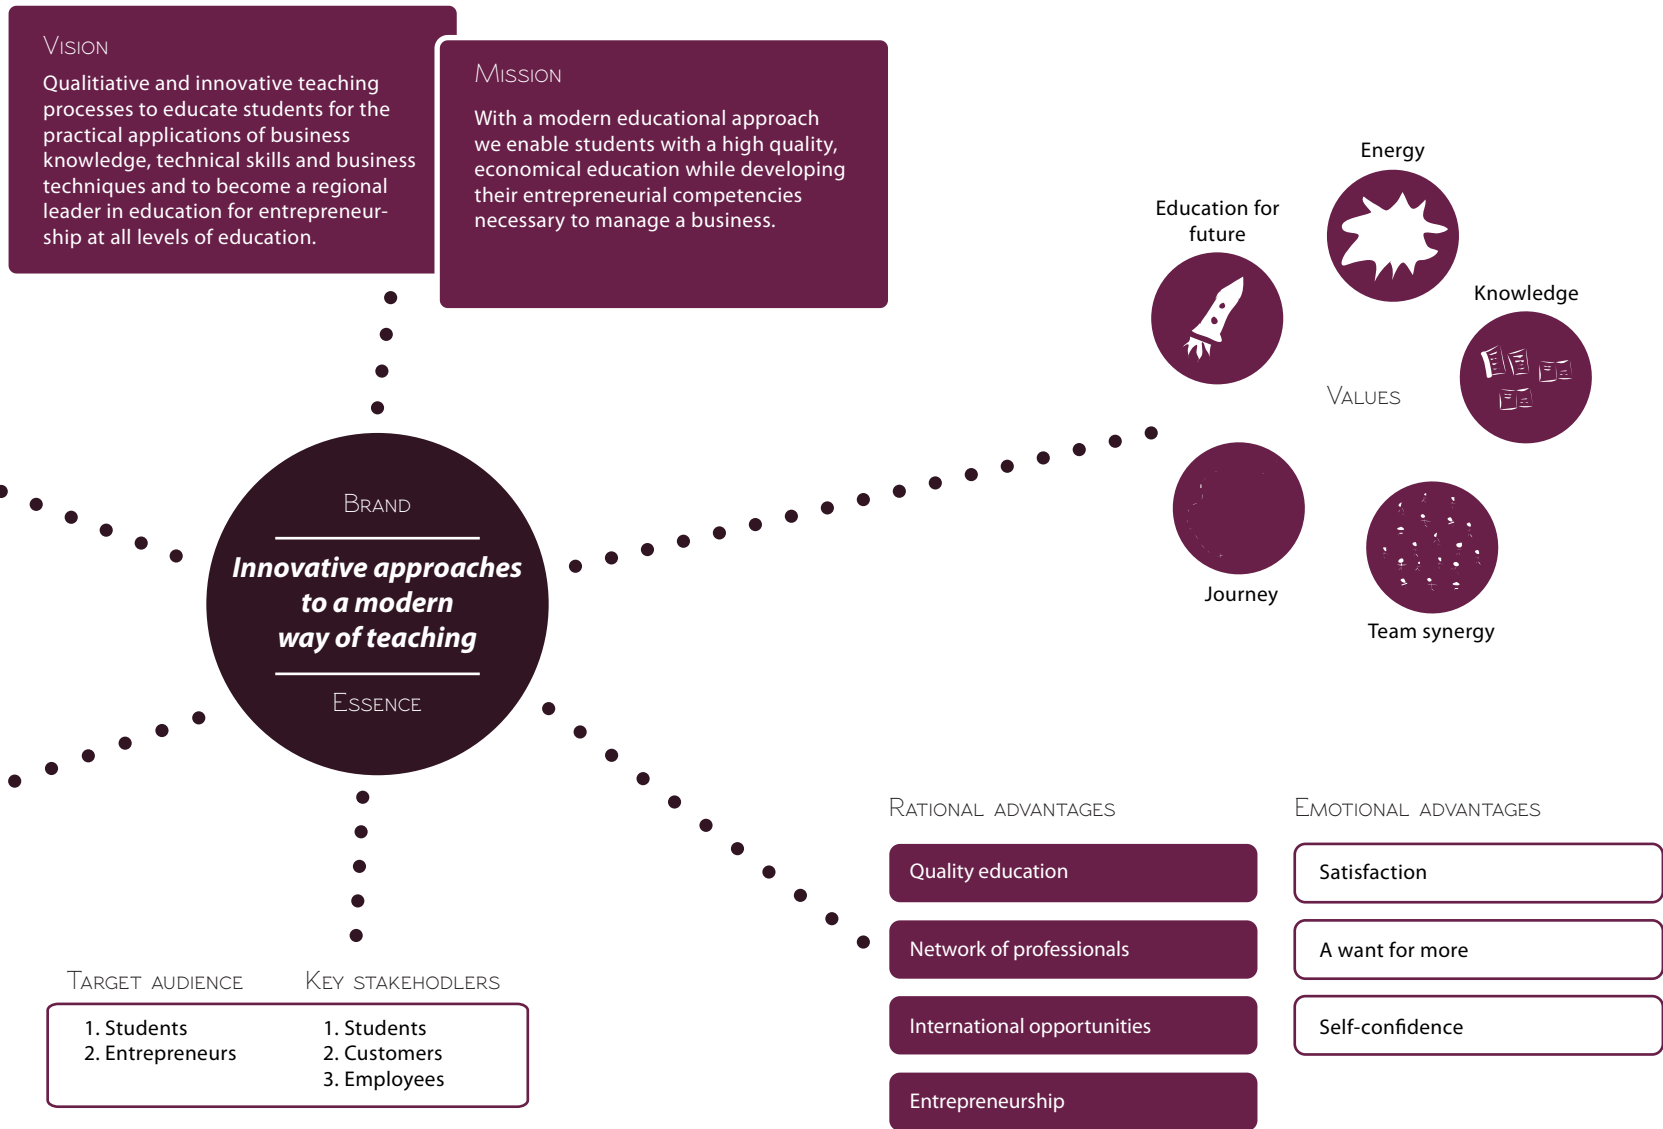 Vision
Qualitiative and innovative teaching
processes to educate students for the
practical applications of business
knowledge, technical skills and business
techniques and to become a regional
leader in education for entrepreneur-
ship at all levels of education.
Mission
With a modern educational approach
we enable students with a high quality,
economical education while developing
their entrepreneurial competencies
necessary to manage a business.
Energy
Education for
future
Knowledge
Values
Journey
Team synergy
Brand
Innovative approaches
to a modern
way of teaching
Essence
Target audience
1. Students
2. Entrepreneurs
Key stakehodlers
1. Students
2. Customers
3. Employees
Rational advantages
Quality education
Network of professionals
International opportunities
Entrepreneurship
Emotional advantages
Satisfaction
A want for more
Self-confidence